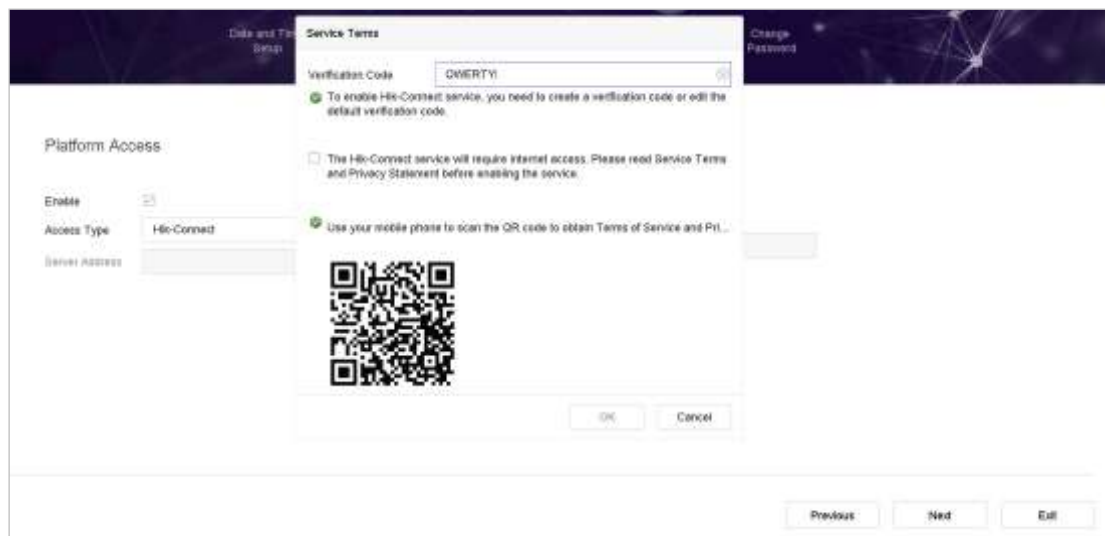 Date and Tim
Setup
Service Terms
Change
Password
Verification Code
QWERTY!
To enable Hik-Connect service, you need to create a verification code or edit the
default verification code.
Platform Access
The Hik-Connect service will require internet access. Please read Service Terms
and Privacy Statement before enabling the service.
Enable
Access Type
Hik-Connect
Use your mobile phone to scan the QR code to obtain Terms of Service and Pri...
Server Address
OK
Cancel
Previous
Next
Exit